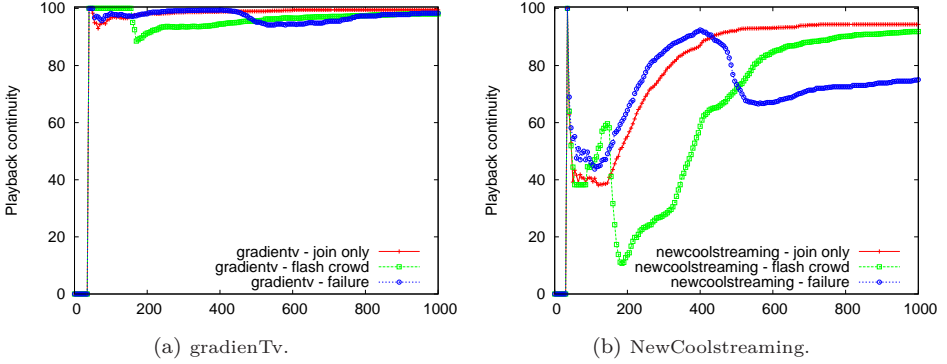 100
80
60
40
20
0
Playback continuity
gradientv - join only
gradientv - flash crowd
gradientv - failure
0 200 400 600 800 1000
(a) gradienTv.
100
80
60
40
20
0
Playback continuity
newcoolstreaming - join only
newcoolstreaming - flash crowd
newcoolstreaming - failure
0 200 400 600 800 1000
(b) NewCoolstreaming.